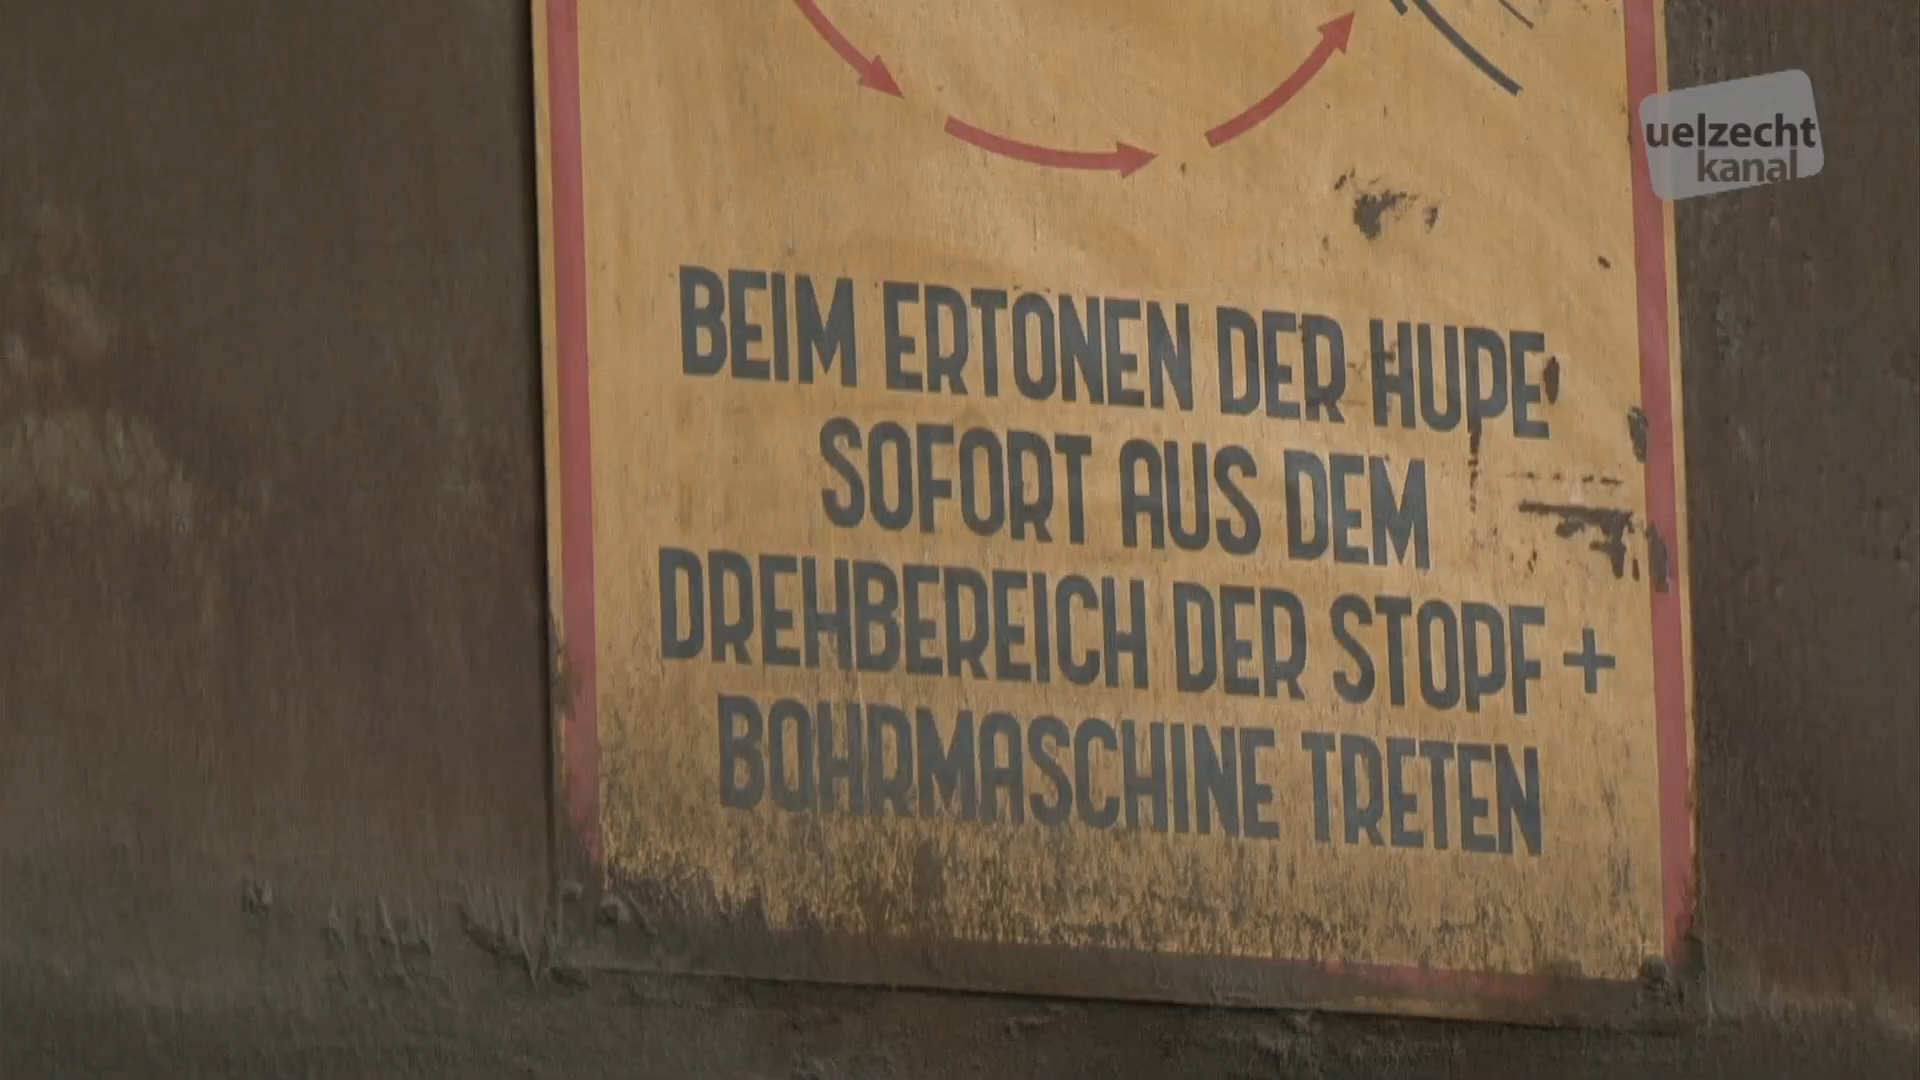 uelzecht
kanal
BEIM ERTONEN DER HUPE
SOFORT AUS DEM
DREHBEREICH DER STOPF +
BOHRMASCHINE TRETEN